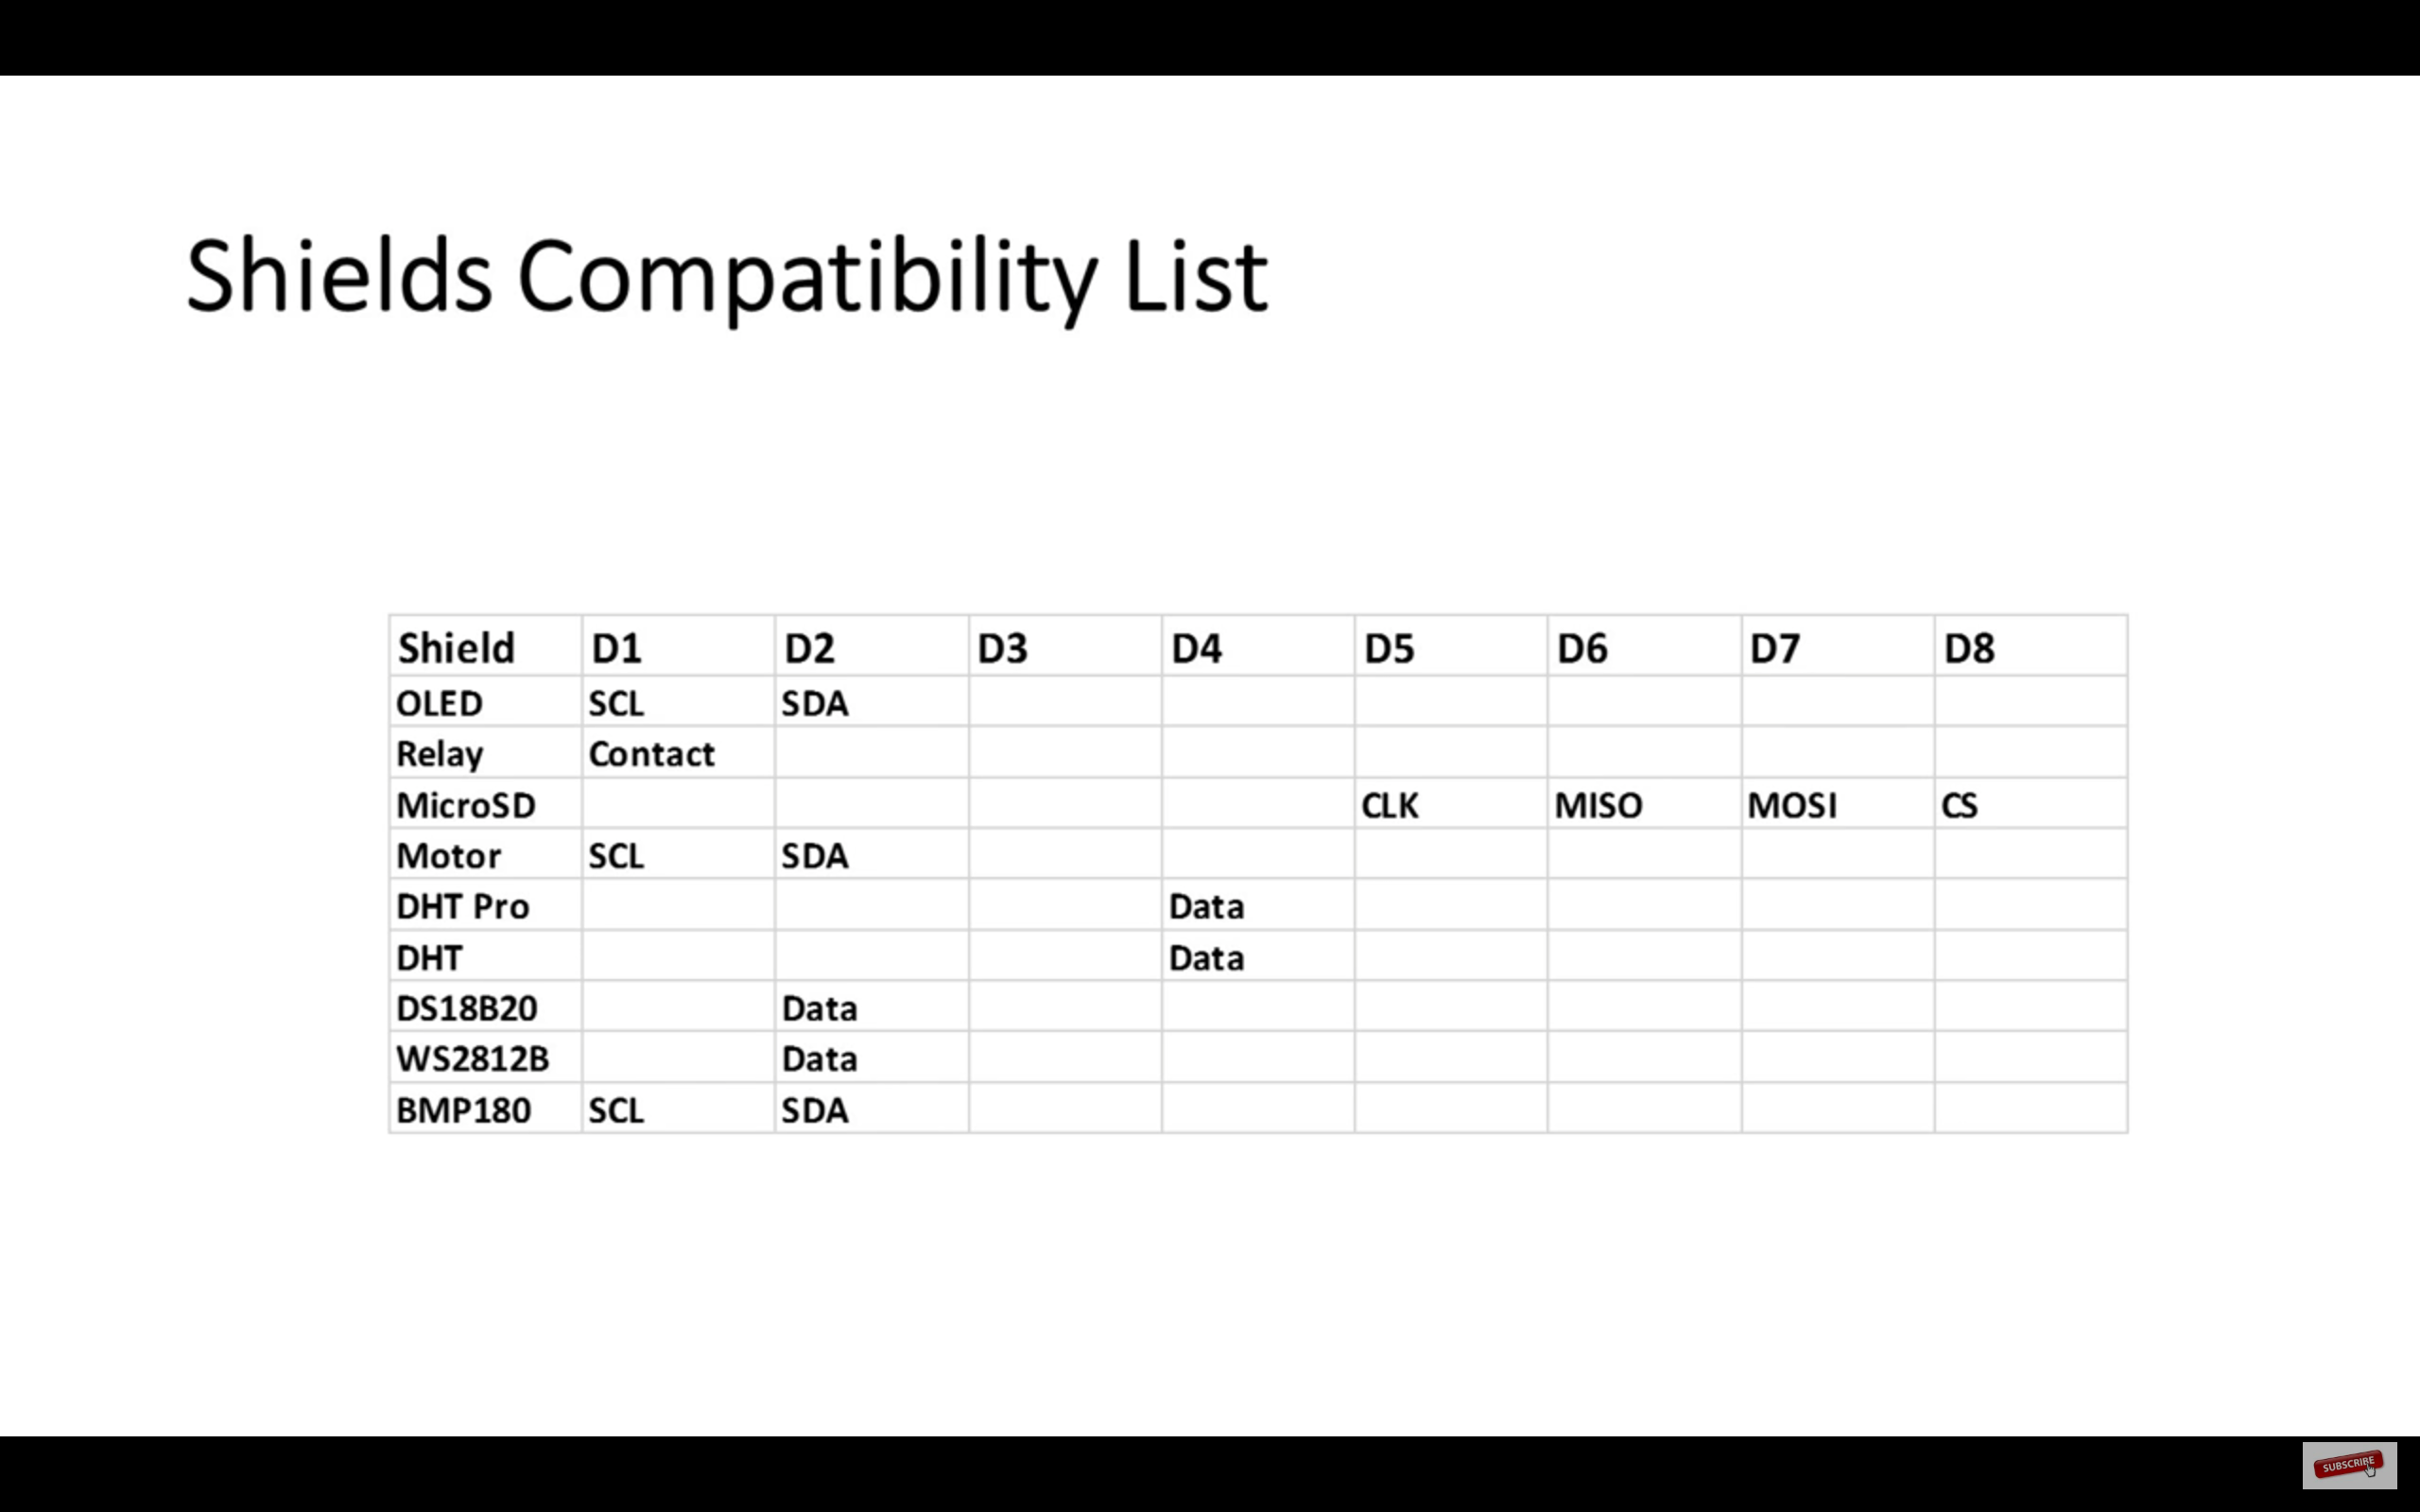 Shields Compatibility List
Shield D1 D2 D3 D4 D5 D6 D7 D8
OLED SCL SDA
Relay Contact
MicroSD CLK MISO MOSI CS
Motor SCL SDA
DHT Pro Data
DHT Data
DS18B20 Data
WS2812B Data
BMP180 SCL SDA
SUBSCRIBE